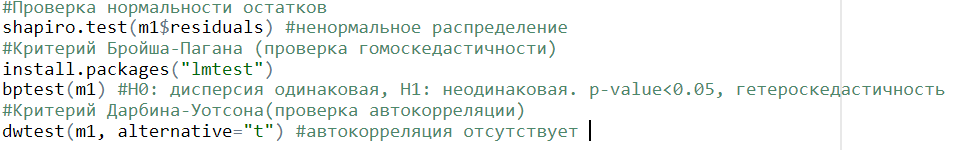 #Проверка нормальности остатков
shapiro.test(m1$residuals) #ненормальное распределение
#Критерий Бройша-Пагана (проверка гомоскедастичности)
install.packages("lmtest")
bptest(m1) #H0: дисперсия одинаковая, H1: неодинаковая. p-value<0.05, гетероскедастичность
#Критерий Дарбина-Уотсона(проверка автокорреляции)
dwtest(m1, alternative="t") #автокорреляция отсутствует